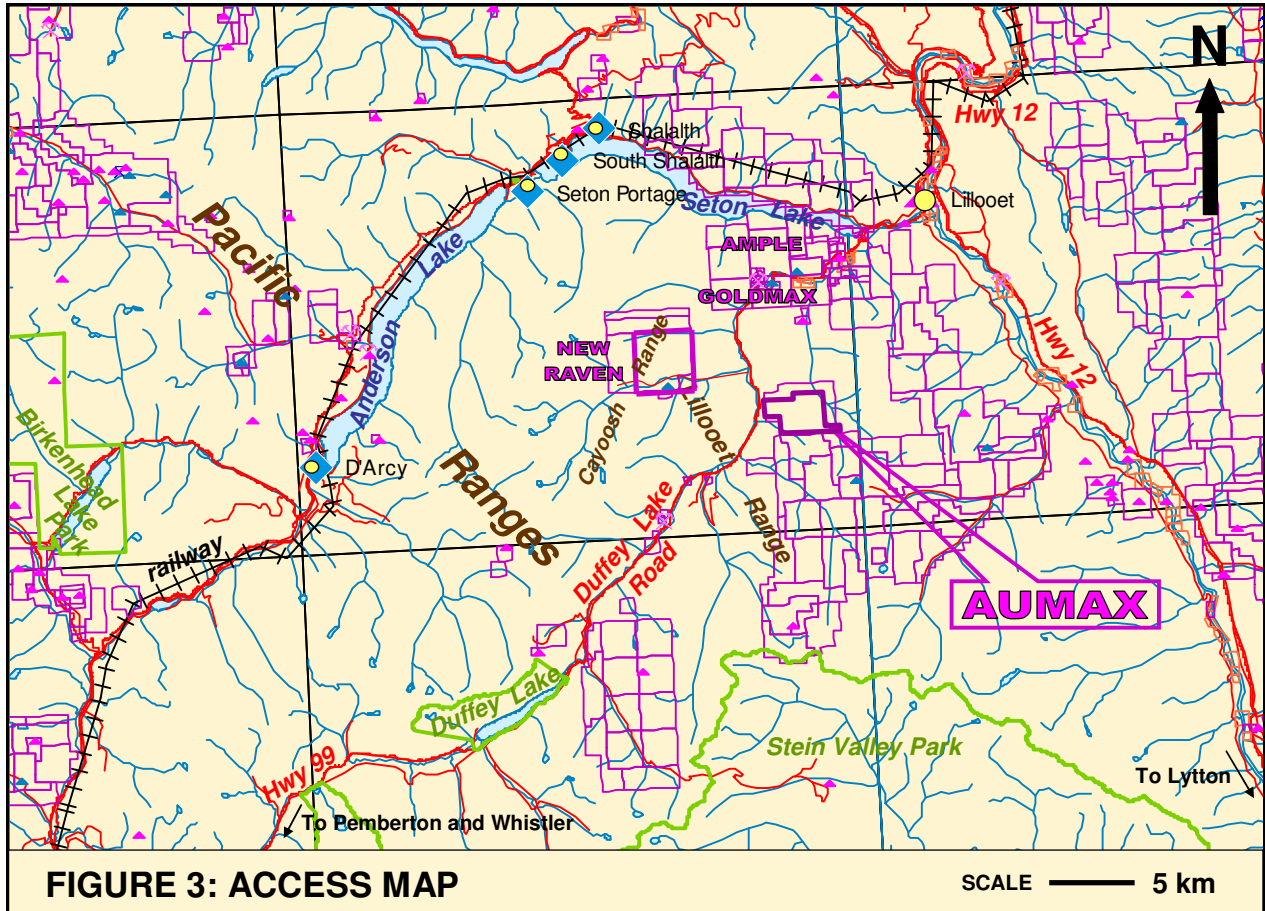 N
Hwy 12
Shalalth
South Shalalth
Seton Portage
Lillooet
Seton Lake
Pacific
Lake
AMPLE
GOLDMAX
Anderson
NEW
RAVEN
Range
Hwy 12
Birkenhead
Lake
Park
Cayoosh
Lillooet
D'Arcy
Ranges
Lake
Range
railway
Duffey
Road
AUMAX
Duffey Lake
Stein Valley Park
Hwy 99
To Lytton
To Pemberton and Whistler
FIGURE 3: ACCESS MAP
SCALE 5 km